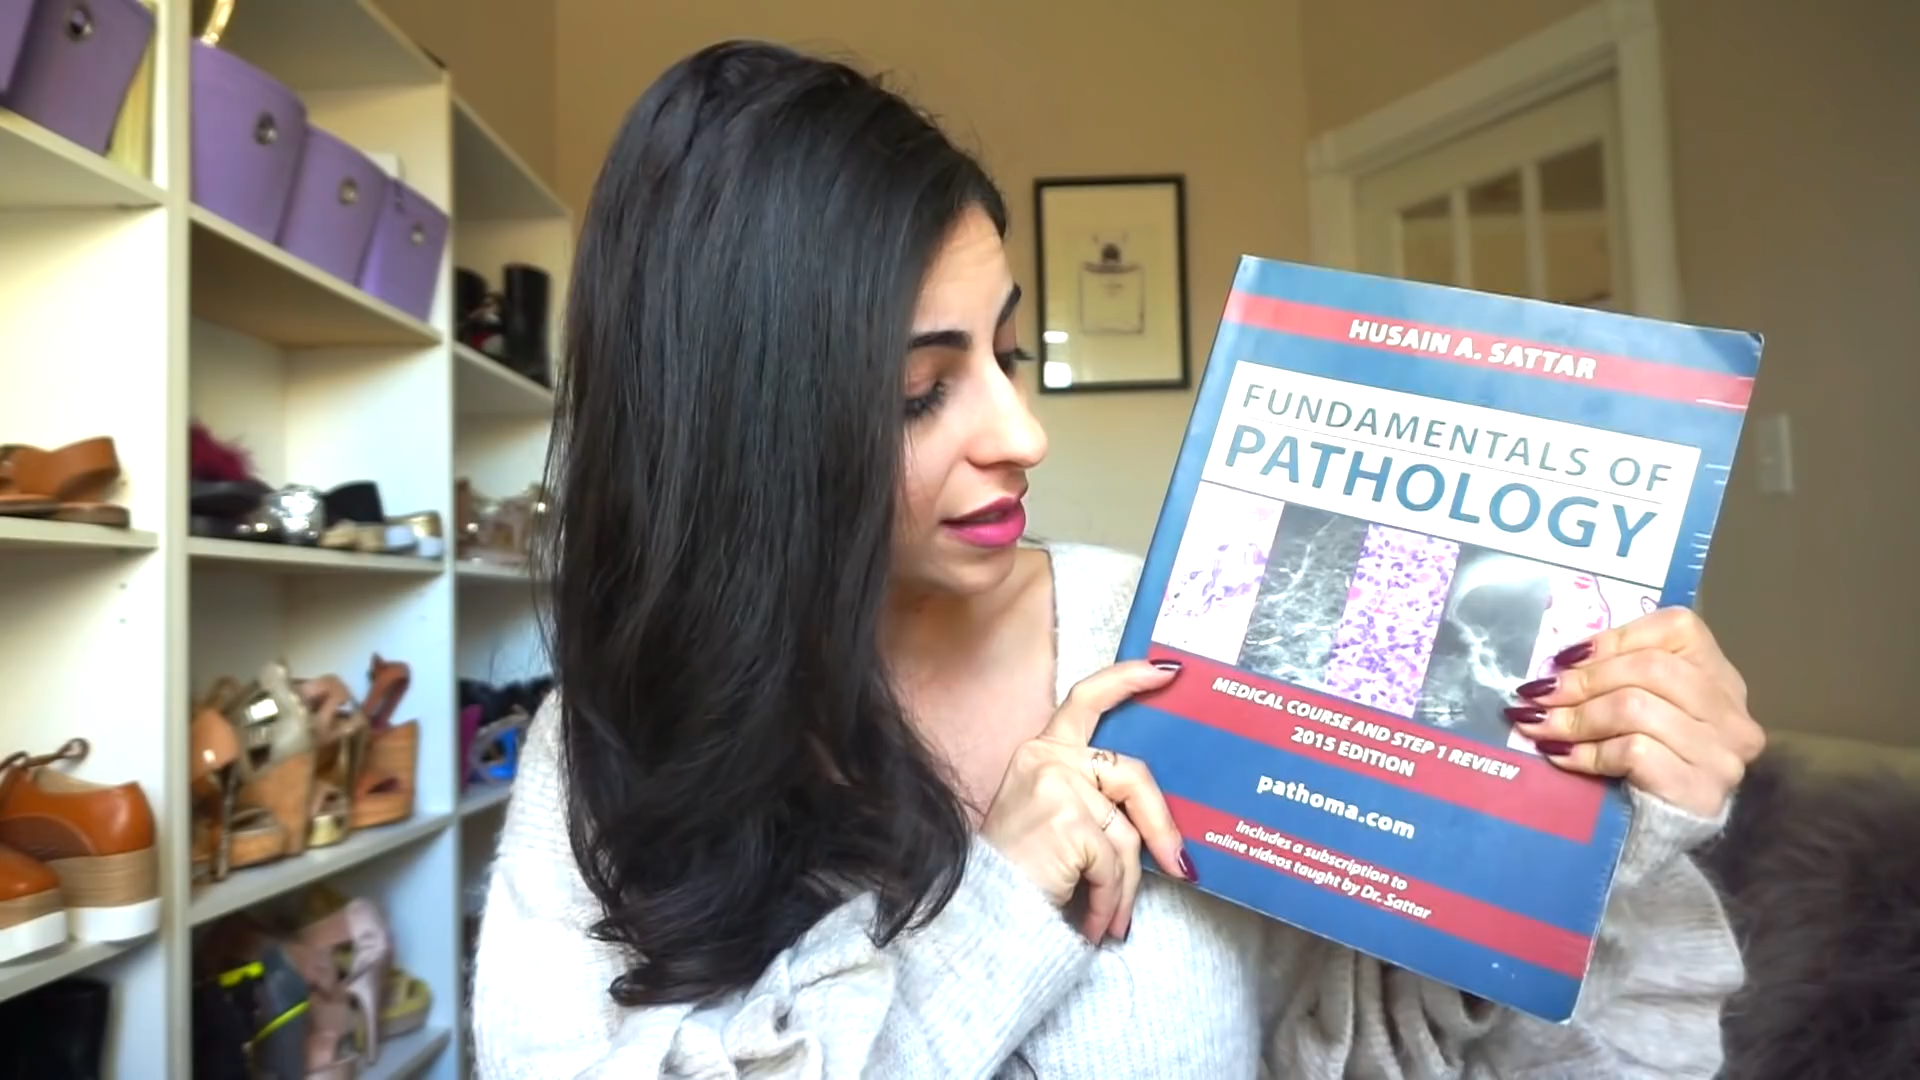 HUSAIN A. SATTAR
FUNDAMENTALS OF
PATHOLOGY
MEDICAL COURSE AND STEP 1 REVIEW
2015 EDITION
pathoma.com
includes a subscription to
online videos taught by Dr. Sattar